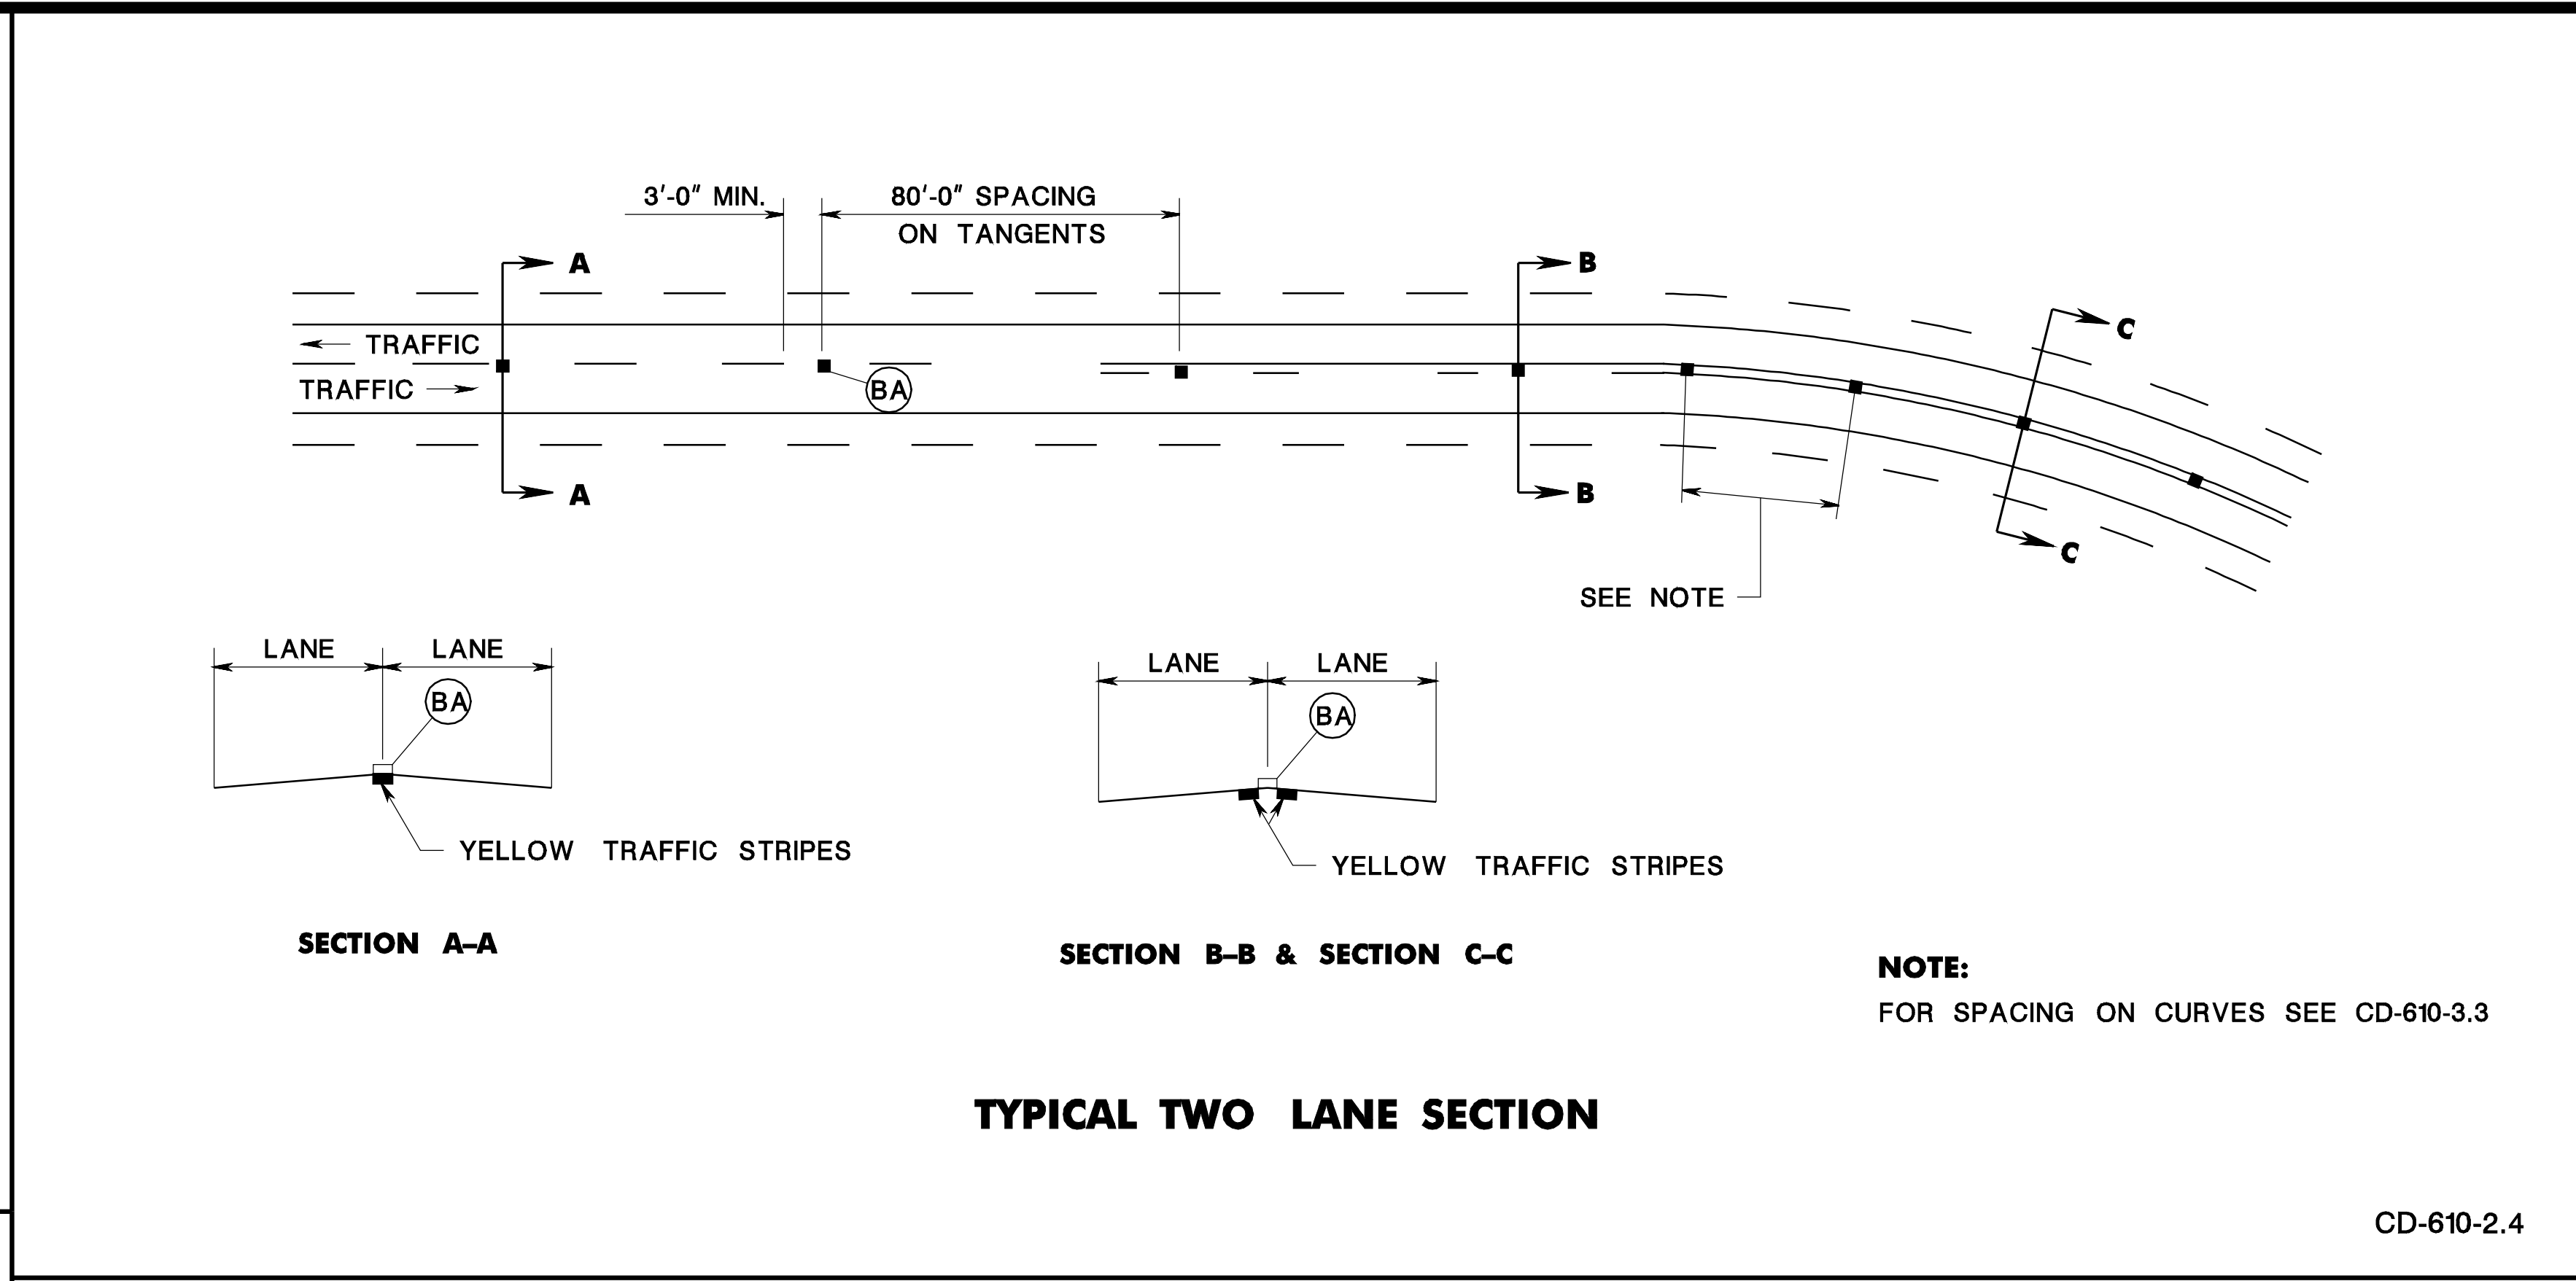 3'-0" MIN.
80'-0" SPACING
ON TANGENTS
A
B
C
TRAFFIC
TRAFFIC
BA
A
B
C
SEE NOTE
LANE LANE
BA
YELLOW TRAFFIC STRIPES
SECTION A–A
LANE LANE
BA
YELLOW TRAFFIC STRIPES
SECTION B–B & SECTION C–C
NOTE:
FOR SPACING ON CURVES SEE CD-610-3.3
TYPICAL TWO LANE SECTION
CD-610-2.4